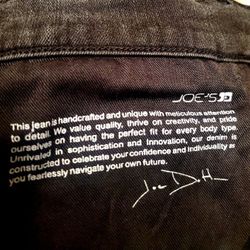 JOE'S
This jean is handcrafted and unique with meticulous attention
to detail. We value quality, thrive on creativity, and pride
ourselves on having the perfect fit for every body type.
Unrivaled in sophistication and Innovation, our denim is
constructed to celebrate your confidence and individuality as
you fearlessly navigate your own future.